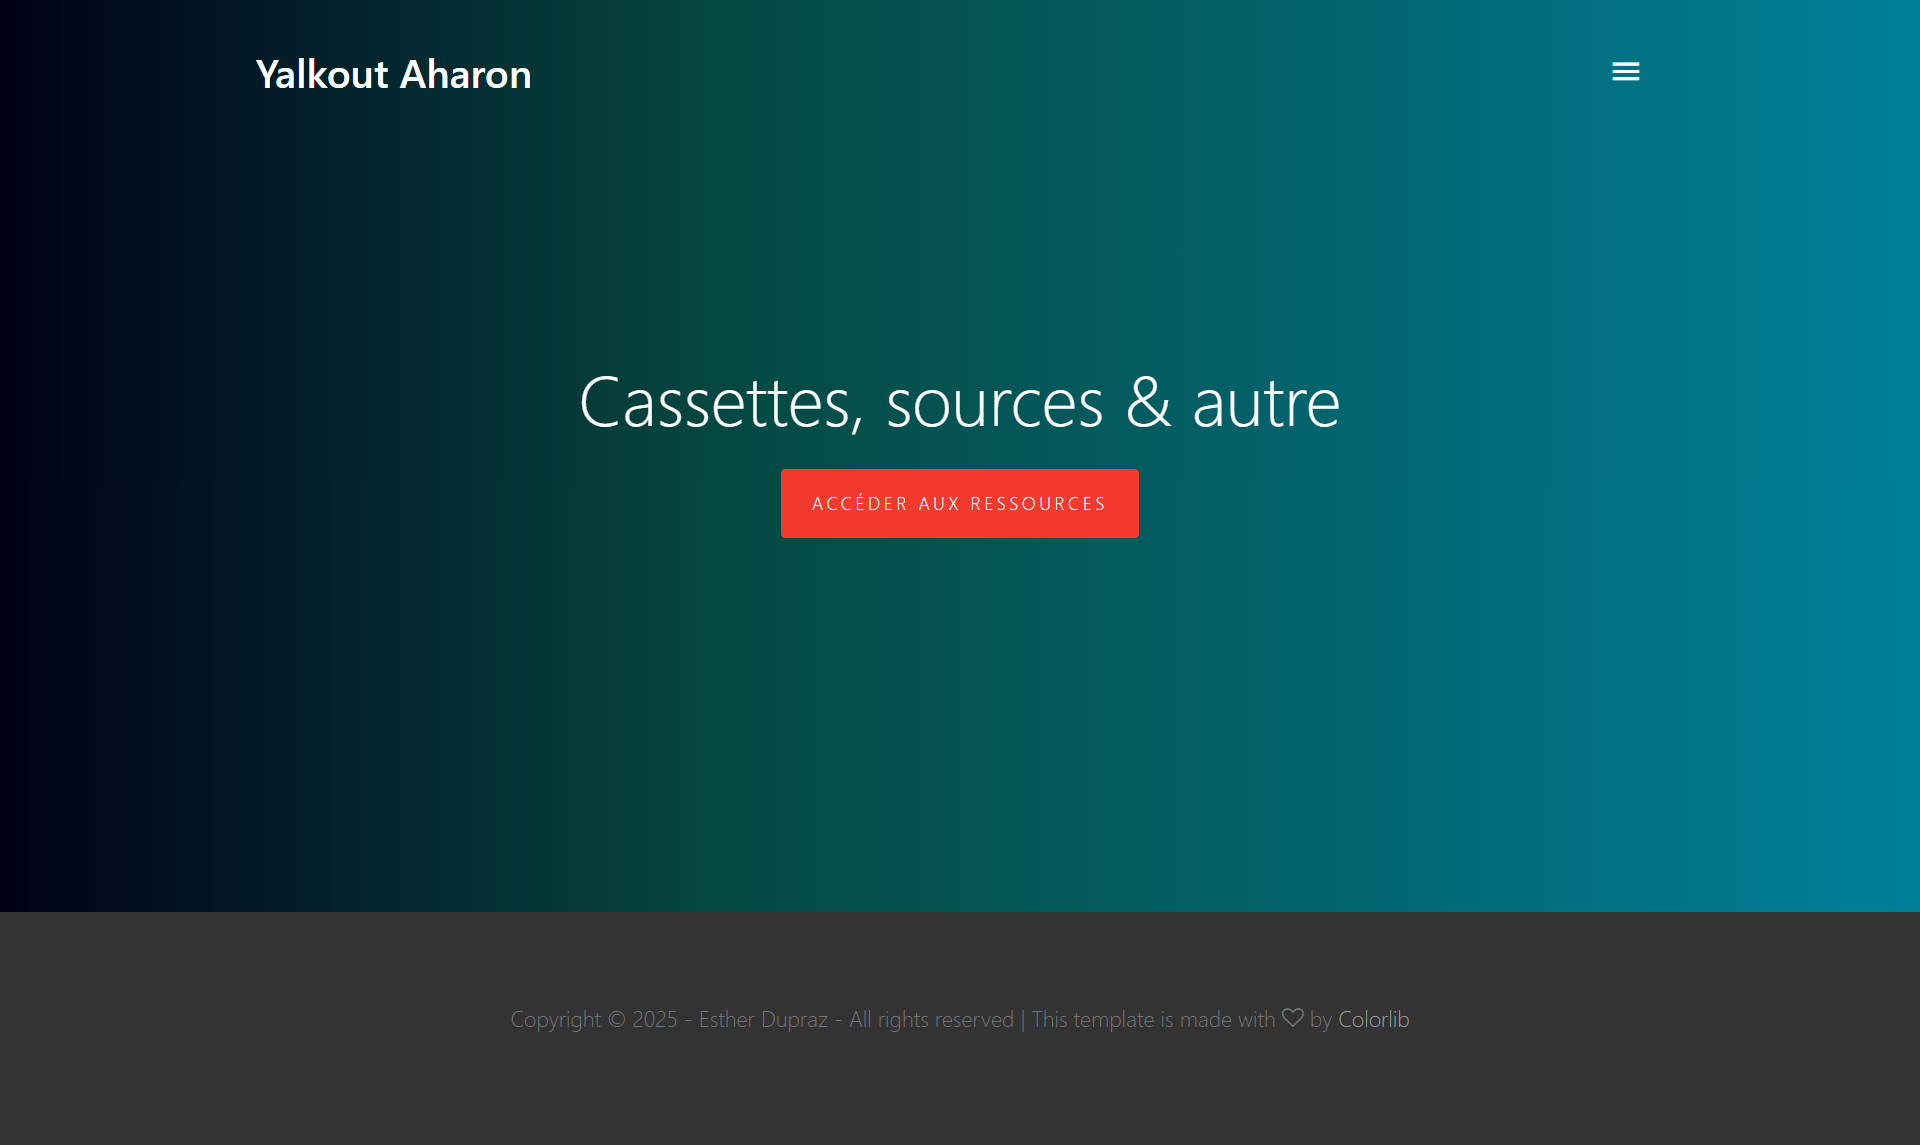 Yalkout Aharon
Cassettes, sources & autre
ACCÉDER AUX RESSOURCES
Copyright © 2025 - Esther Dupraz - All rights reserved | This template is made with ♡ by Colorlib